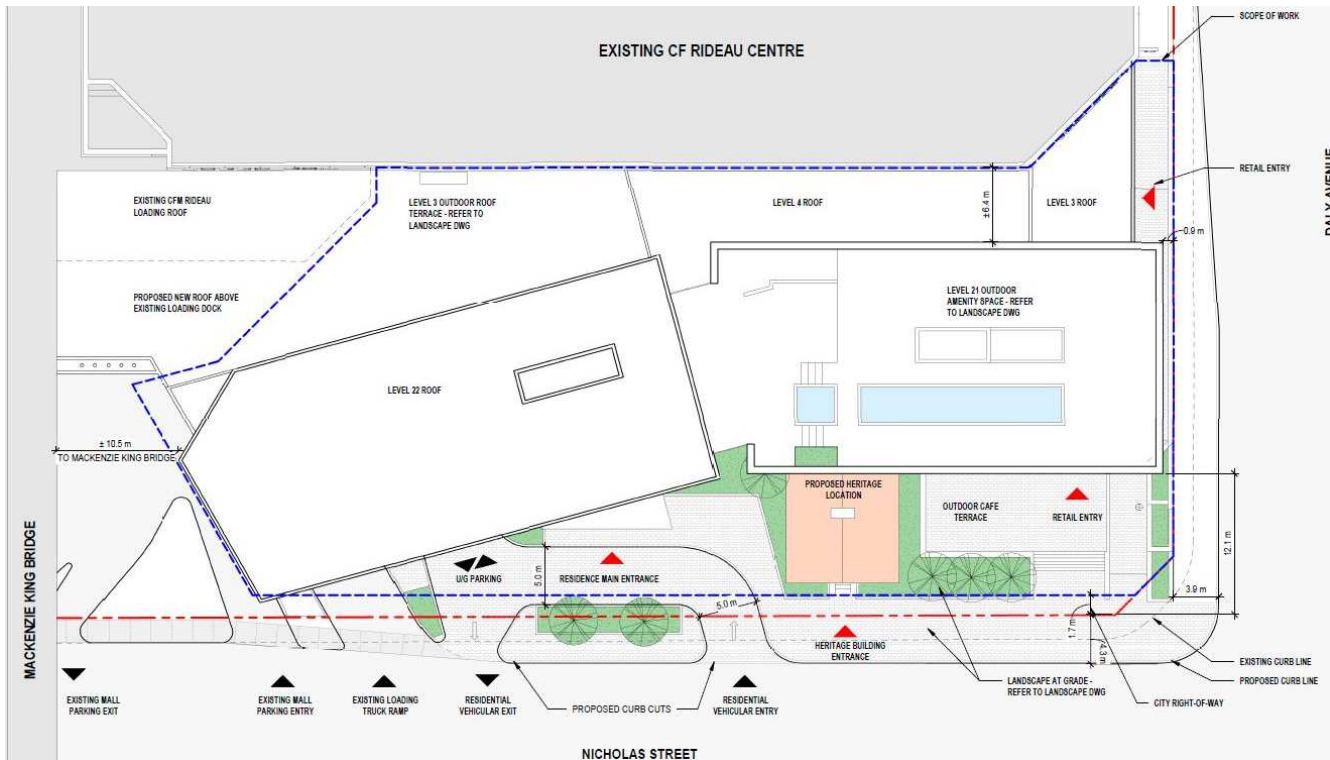 SCOPE OF WORK
EXISTING CF RIDEAU CENTRE
RETAIL ENTRY
DALY AVENUE
EXISTING CFM RIDEAU
LOADING ROOF
LEVEL 3 OUTDOOR ROOF
TERRACE - REFER TO
LANDSCAPE DWG
LEVEL 4 ROOF
±6.4 m
LEVEL 3 ROOF
0.9 m
PROPOSED NEW ROOF ABOVE
EXISTING LOADING DOCK
LEVEL 21 OUTDOOR
AMENITY SPACE - REFER
TO LANDSCAPE DWG
LEVEL 22 ROOF
± 10.5 m
TO MACKENZIE KING BRIDGE
PROPOSED HERITAGE
LOCATION
OUTDOOR CAFE
TERRACE
RETAIL ENTRY
12.1 m
MACKENZIE KING BRIDGE
U/G PARKING
5.0 m
RESIDENCE MAIN ENTRANCE
5.0 m
3.9 m
1.7 m
4.3 m
HERITAGE BUILDING
ENTRANCE
EXISTING CURB LINE
LANDSCAPE AT GRADE -
REFER TO LANDSCAPE DWG
PROPOSED CURB LINE
CITY RIGHT-OF-WAY
EXISTING MALL
PARKING EXIT
EXISTING MALL
PARKING ENTRY
EXISTING LOADING
TRUCK RAMP
RESIDENTIAL
VEHICULAR EXIT
PROPOSED CURB CUTS
RESIDENTIAL
VEHICULAR ENTRY
NICHOLAS STREET